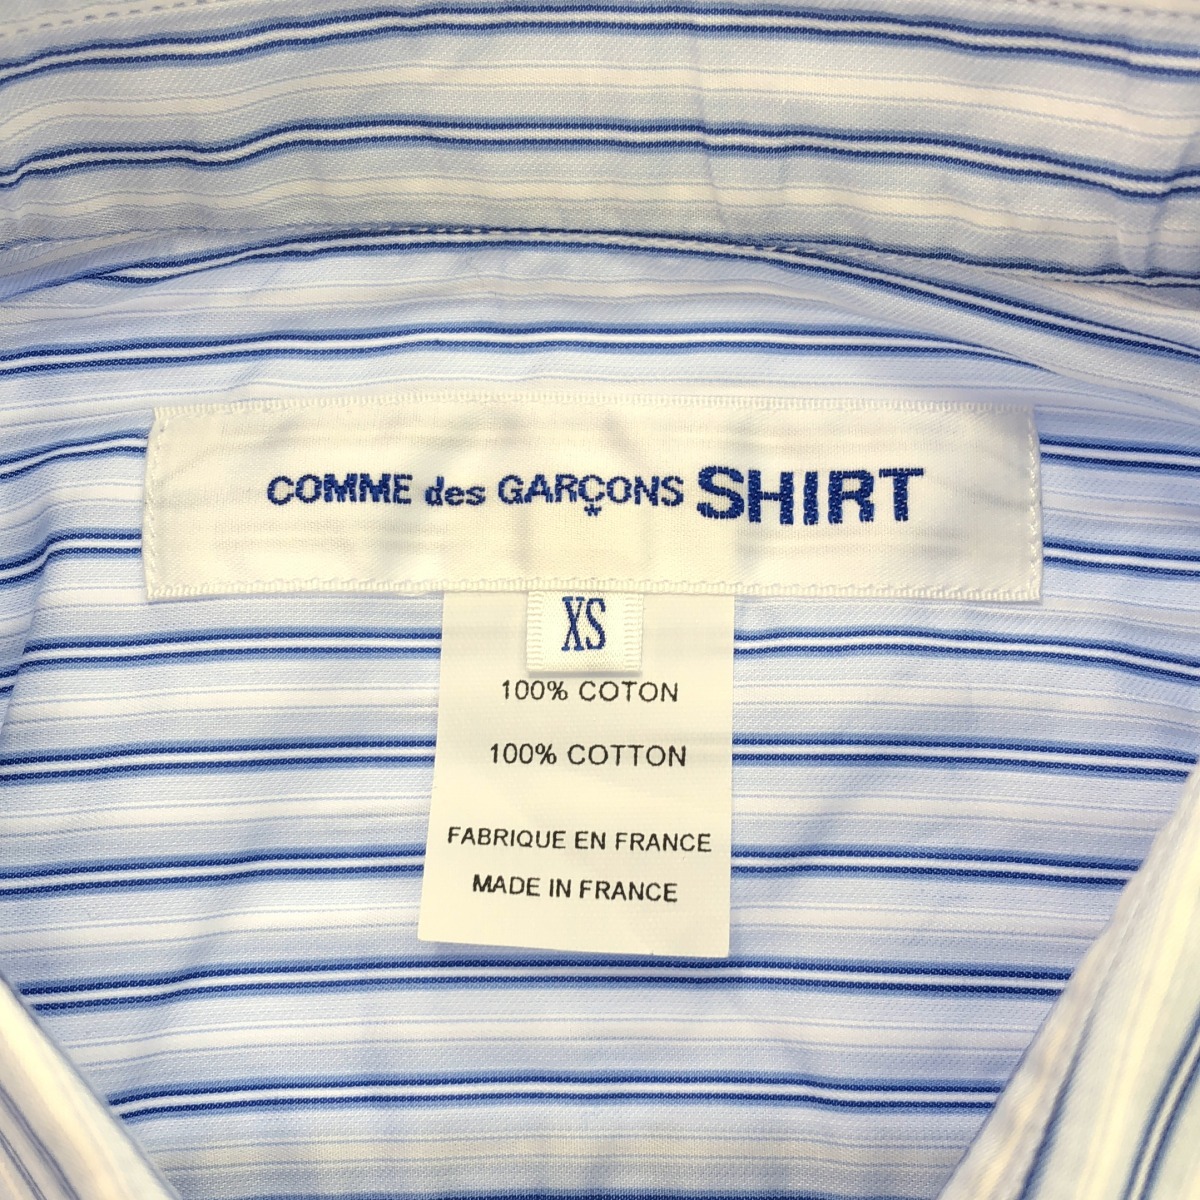 COMME des GARÇONS SHIRT
XS
100% COTON
100% COTTON
FABRIQUE EN FRANCE
MADE IN FRANCE